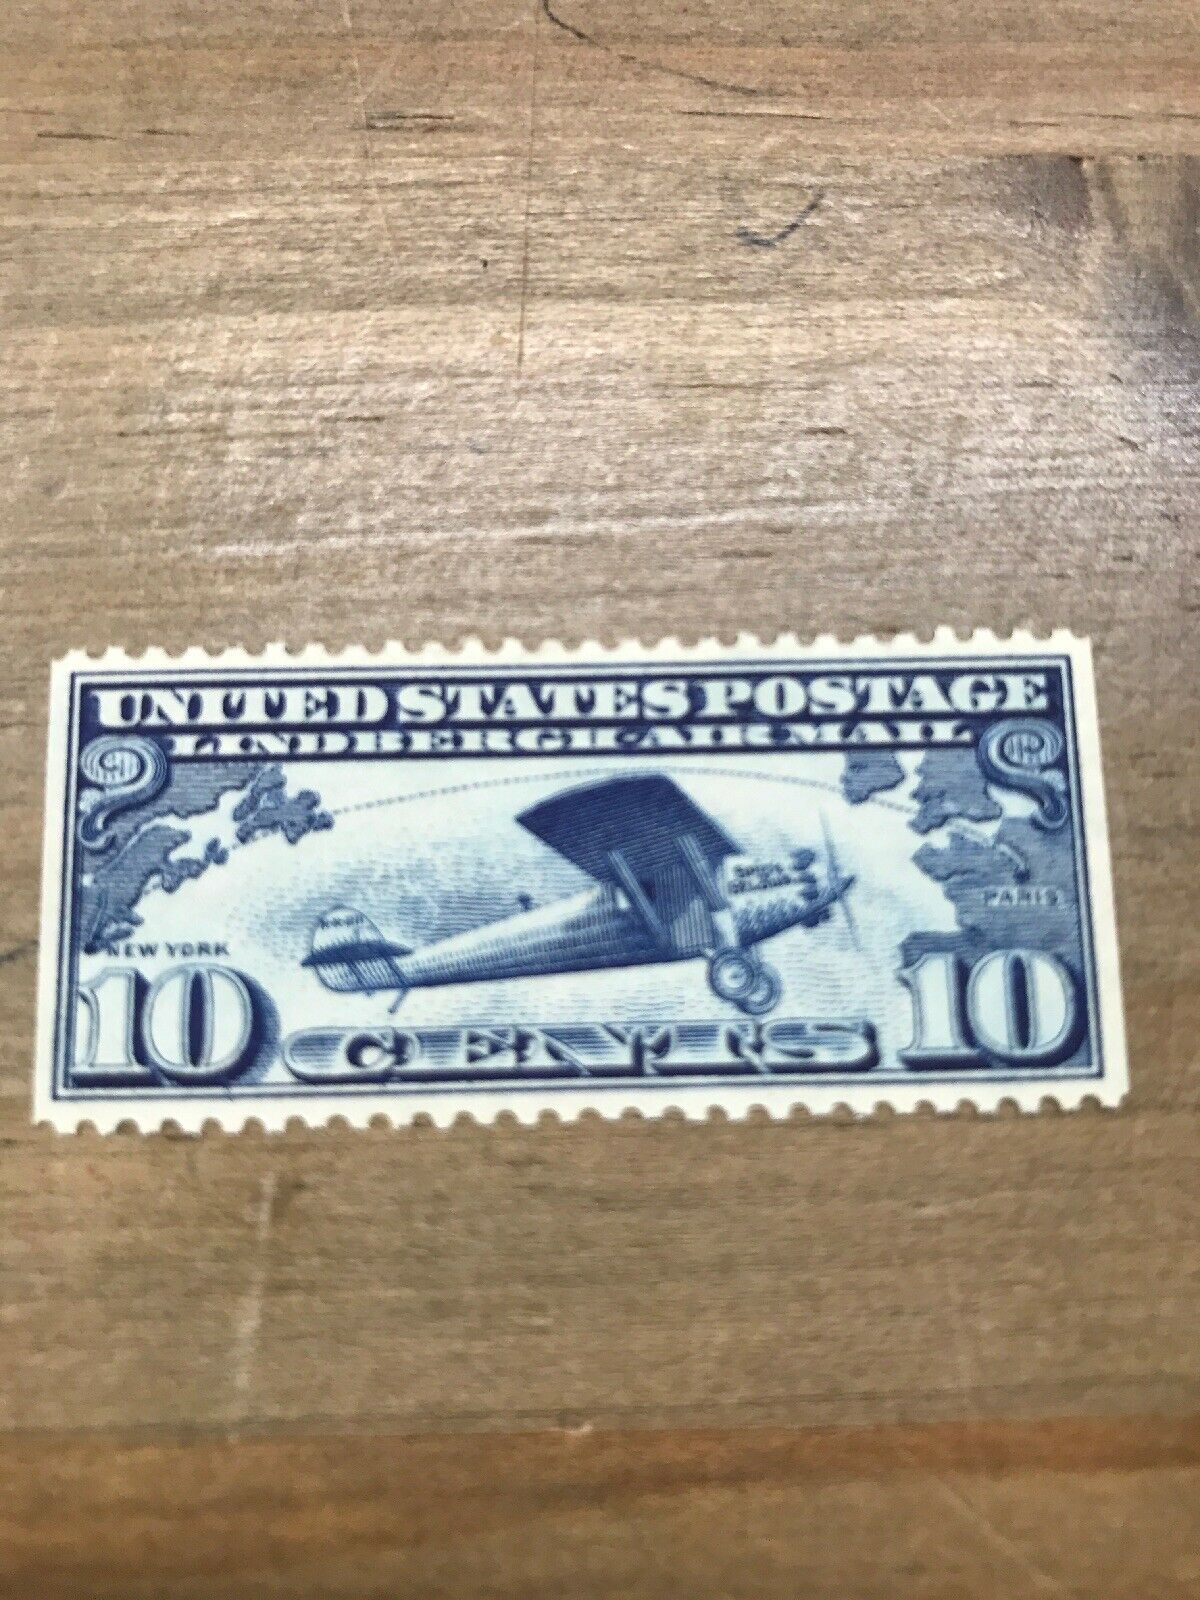 UNITED STATES POSTAGE
LINDBERGH AIR MAIL
NEW YORK
PARIS
10 CENTS 10